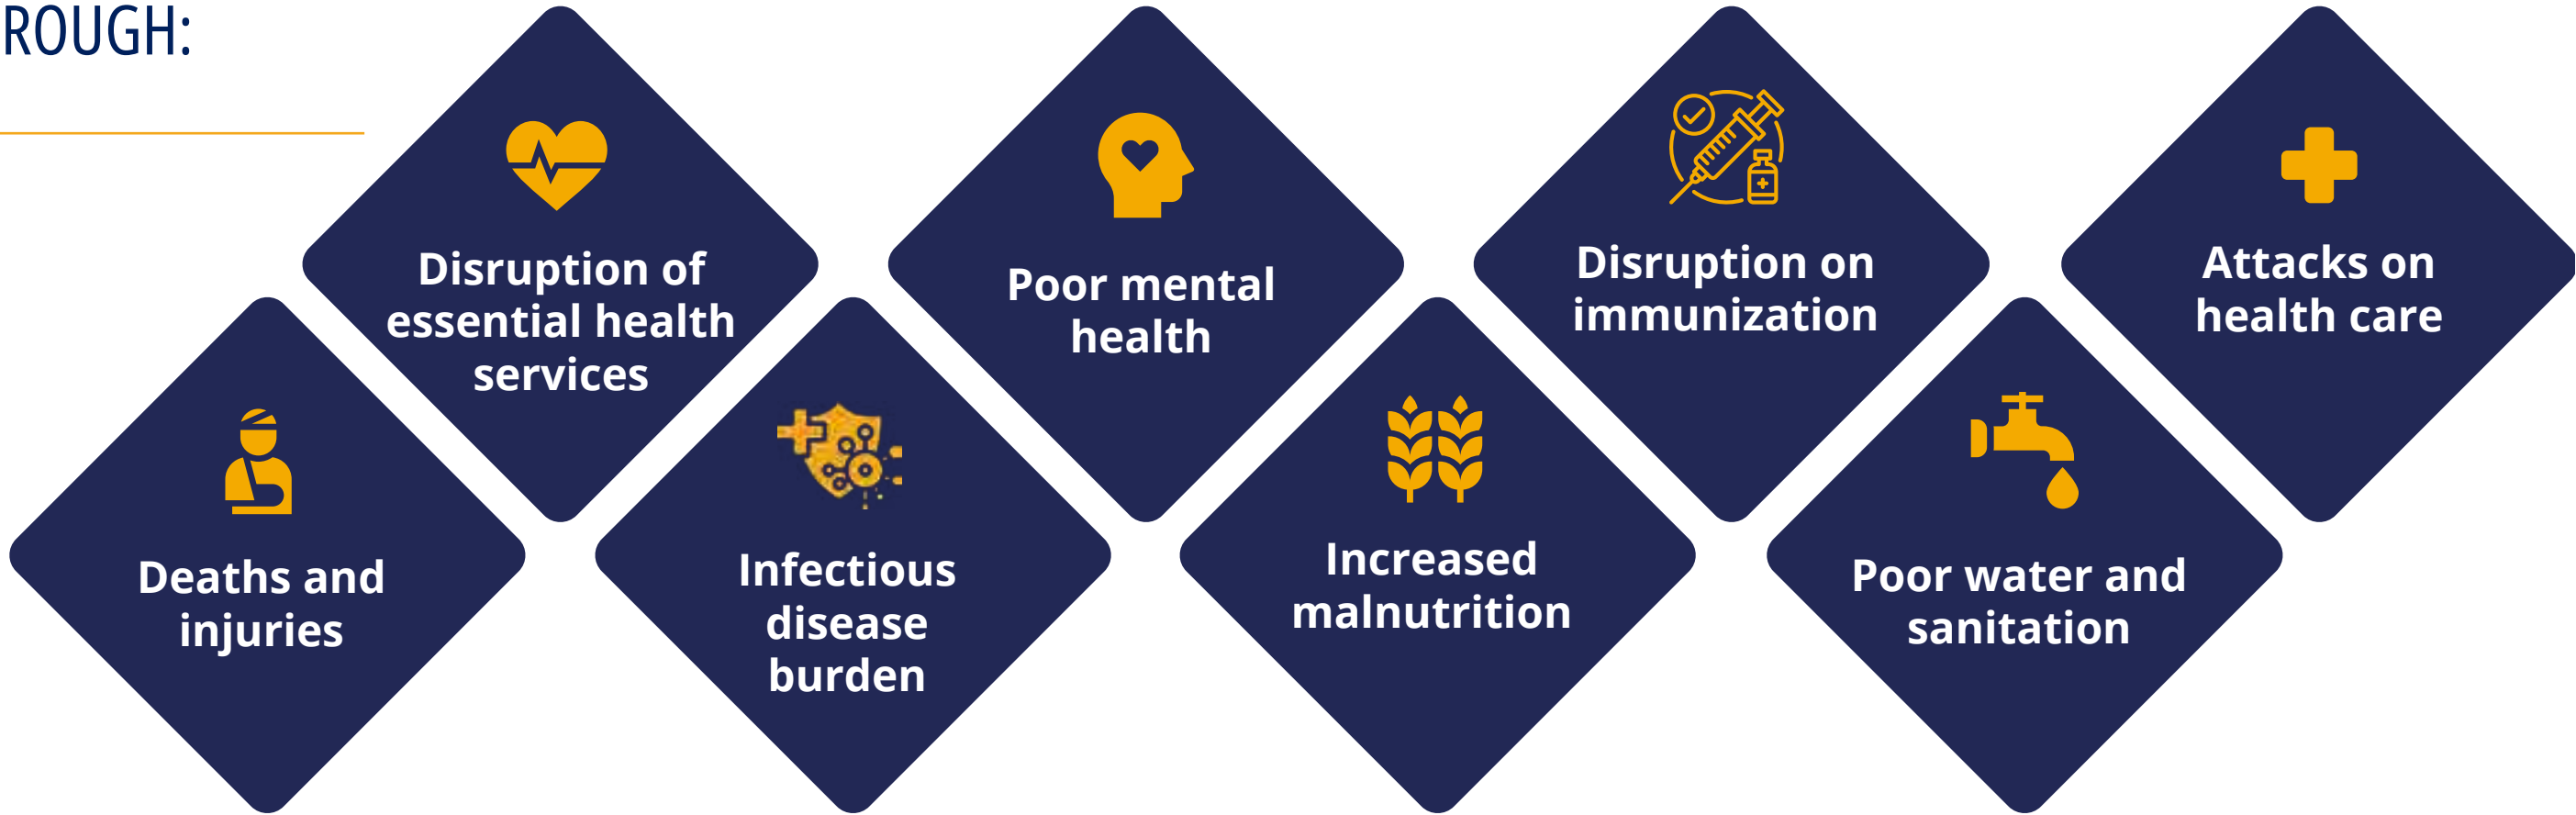 ROUGH:
Disruption of
essential health
services
Poor mental
health
Disruption on
immunization
Attacks on
health care
Deaths and
injuries
Infectious
disease
burden
Increased
malnutrition
Poor water and
sanitation